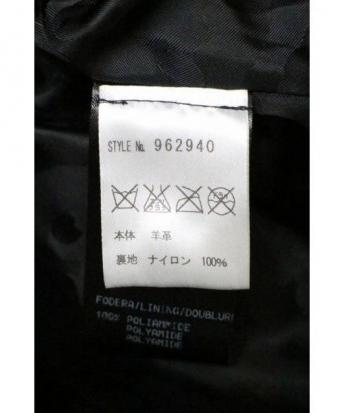 STYLE No. 962940
本体 羊革
裏地 ナイロン 100%
FODERA/LINING/DOUBLURE
100% POLIAMMIDE
POLYAMIDE
POLYAMIDE